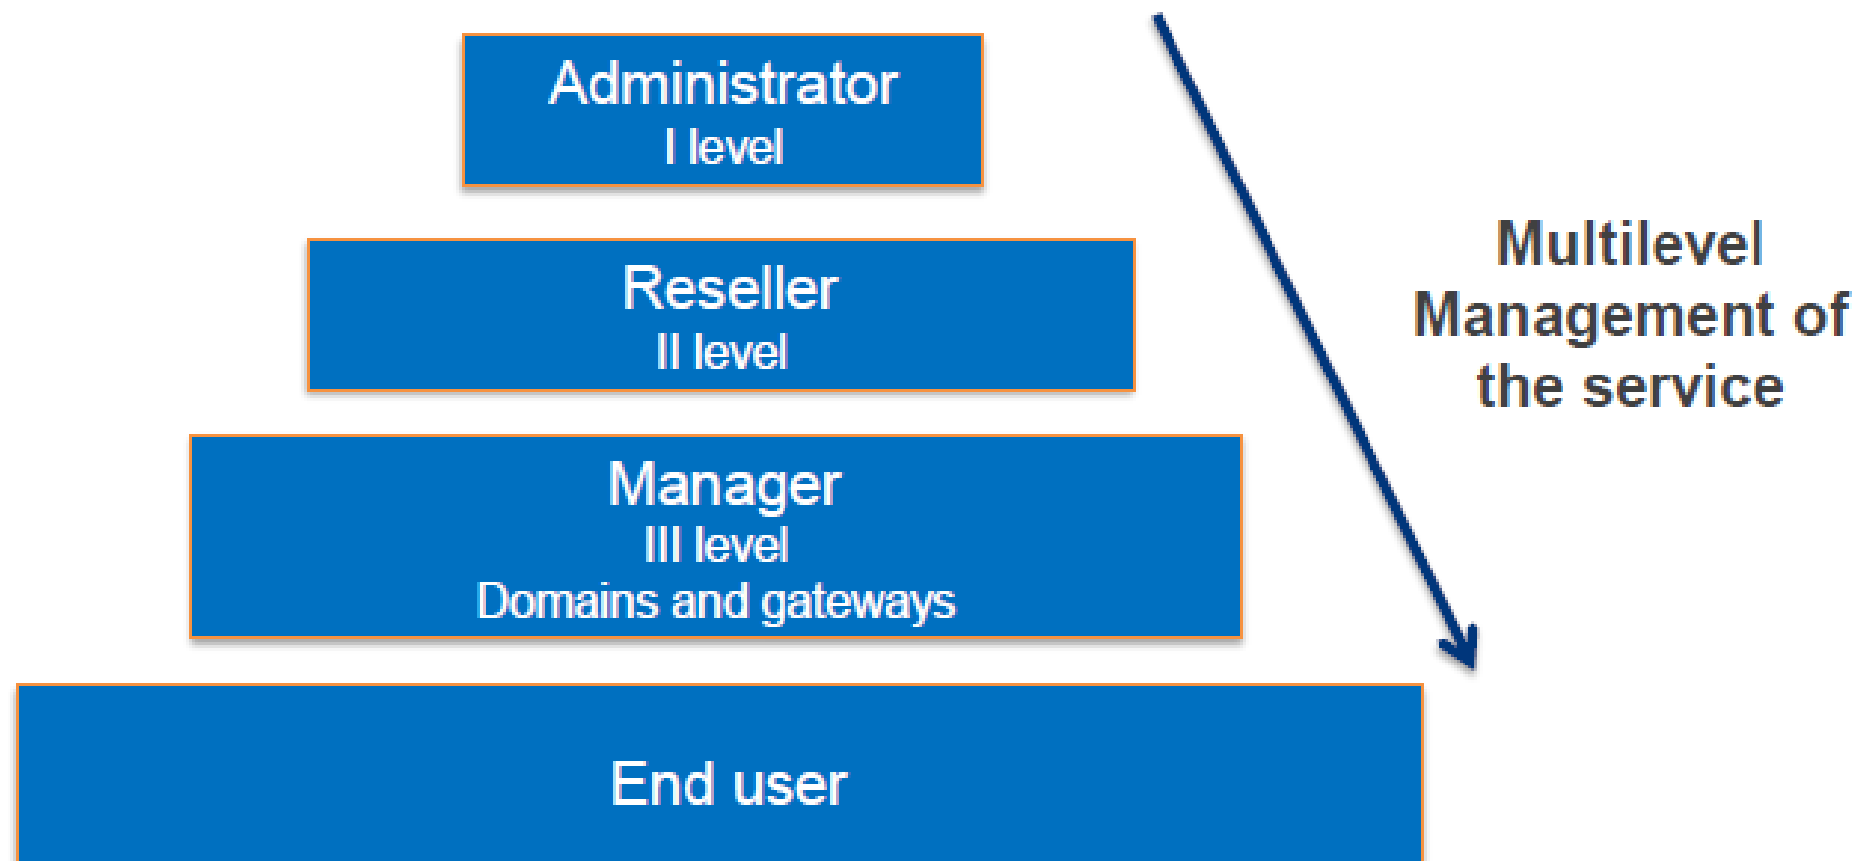 Administrator
I level
Reseller
II level
Manager
III level
Domains and gateways
End user
Multilevel
Management of
the service